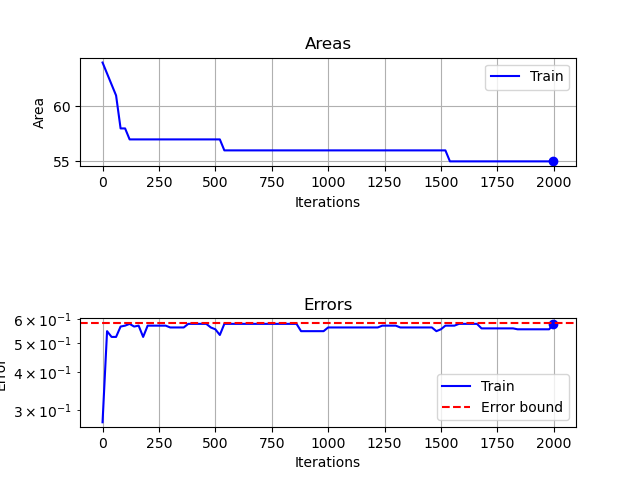 Areas
Area
60
55
Train
0 250 500 750 1000 1250 1500 1750 2000
Iterations
Errors
Error
6 × 10⁻¹
5 × 10⁻¹
4 × 10⁻¹
3 × 10⁻¹
Train
Error bound
0 250 500 750 1000 1250 1500 1750 2000
Iterations